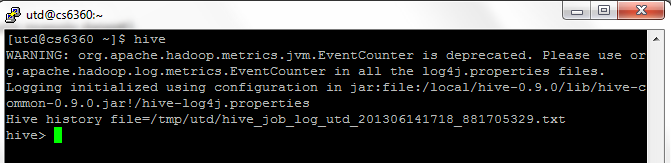 utd@cs6360:~
[utd@cs6360 ~]$ hive
WARNING: org.apache.hadoop.metrics.jvm.EventCounter is deprecated. Please use or
g.apache.hadoop.log.metrics.EventCounter in all the log4j.properties files.
Logging initialized using configuration in jar:file:/local/hive-0.9.0/lib/hive-c
ommon-0.9.0.jar!/hive-log4j.properties
Hive history file=/tmp/utd/hive_job_log_utd_201306141718_881705329.txt
hive>